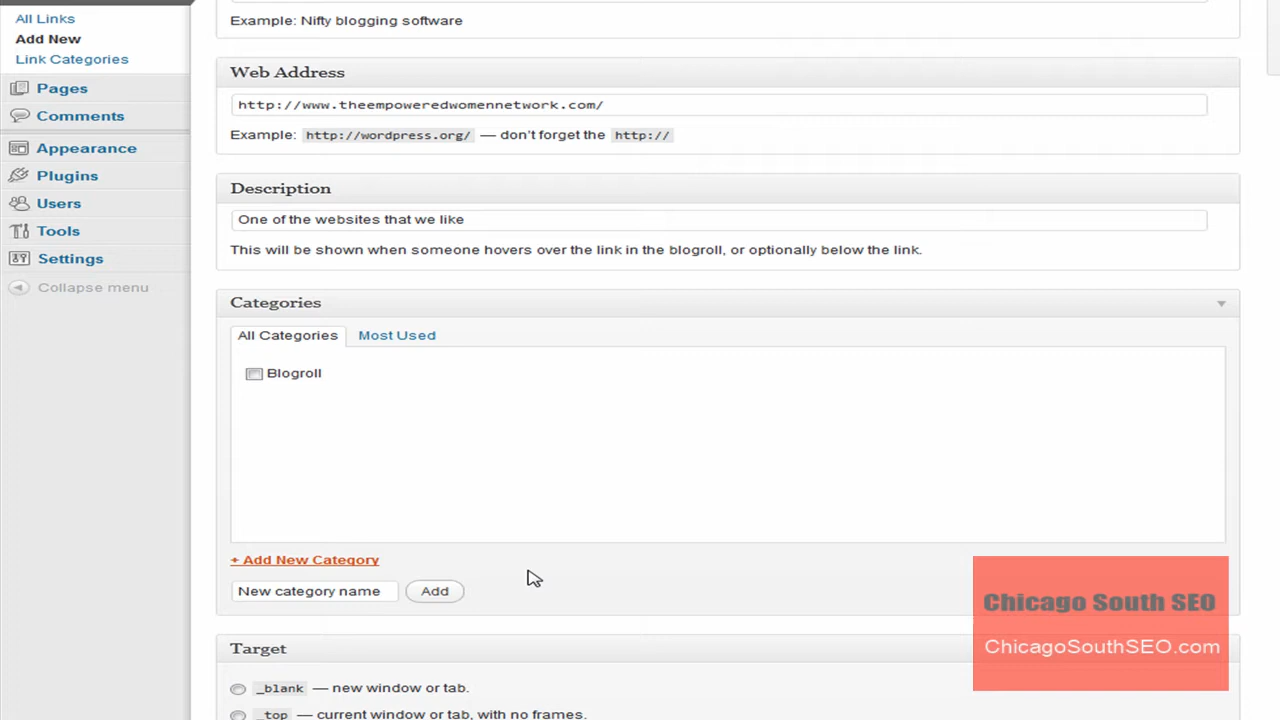 All Links
Add New
Link Categories
Pages
Comments
Appearance
Plugins
Users
Tools
Settings
Collapse menu
Example: Nifty blogging software
Web Address
http://www.theempoweredwomennetwork.com/
Example: http://wordpress.org/ — don't forget the http://
Description
One of the websites that we like
This will be shown when someone hovers over the link in the blogroll, or optionally below the link.
Categories
All Categories Most Used
Blogroll
+ Add New Category
New category name Add
Target
_blank — new window or tab.
_top — current window or tab, with no frames.
Chicago South SEO
ChicagoSouthSEO.com